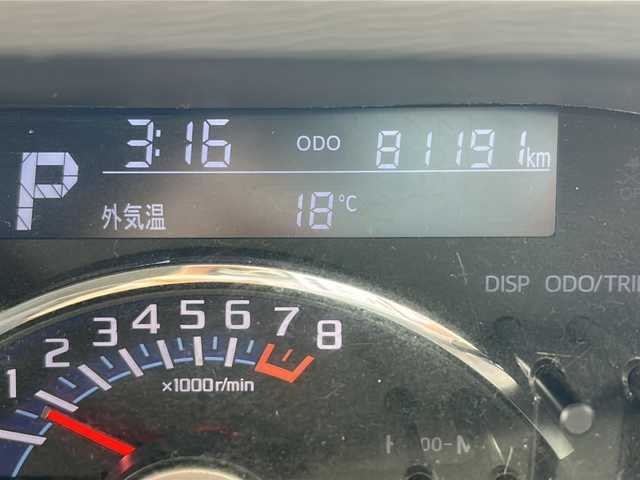 3:16 ODO 81191km
P
外気温 18℃
DISP ODO/TRI
1 2 3 4 5 6 7 8
×1000r/min